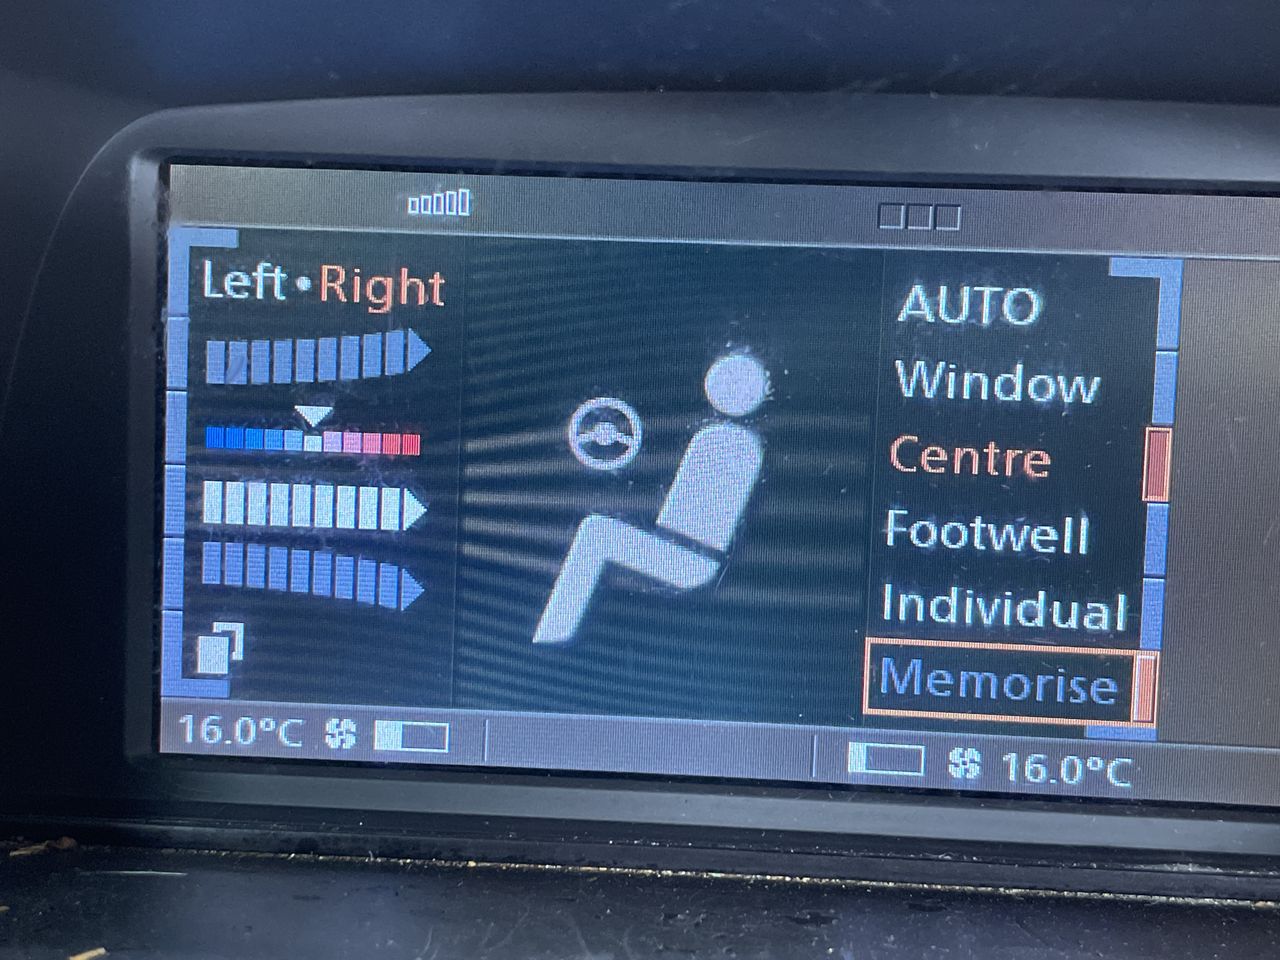 Left•Right
AUTO
Window
Centre
Footwell
Individual
Memorise
16.0°C
16.0°C